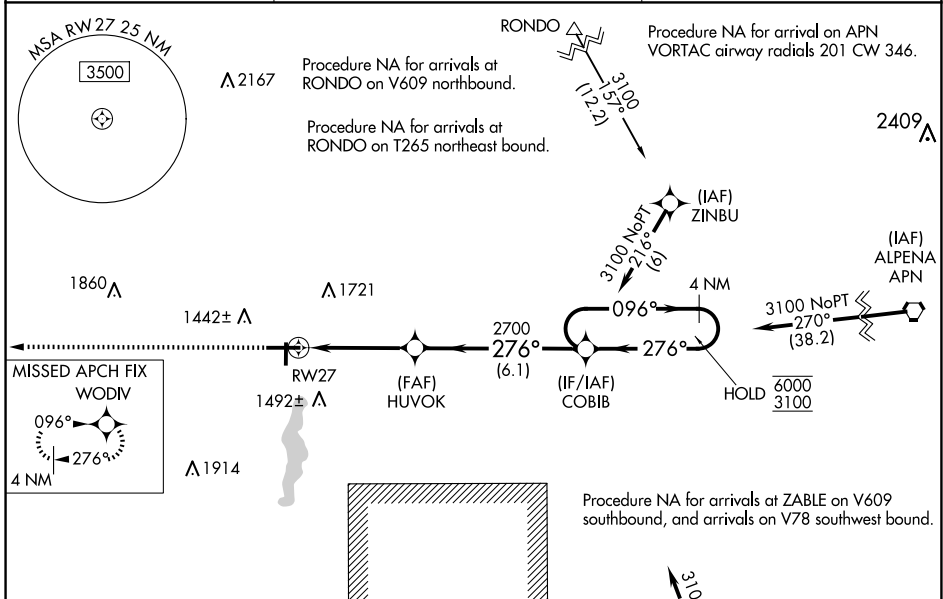 MSA RW27 25 NM
3500
2167
Procedure NA for arrivals at
RONDO on V609 northbound.
Procedure NA for arrivals at
RONDO on T265 northeast bound.
RONDO
3100
157°
(12.2)
Procedure NA for arrival on APN
VORTAC airway radials 201 CW 346.
2409
(IAF)
ZINBU
3100 NoPT
216°
(6)
(IAF)
ALPENA
APN
3100 NoPT
270°
(38.2)
4 NM
096°
276°
HOLD
6000
3100
1860
1721
1442±
2700
276°
(6.1)
RW27
(FAF)
HUVOK
(IF/IAF)
COBIB
1492±
MISSED APCH FIX
WODIV
096°
276°
4 NM
1914
Procedure NA for arrivals at ZABLE on V609
southbound, and arrivals on V78 southwest bound.